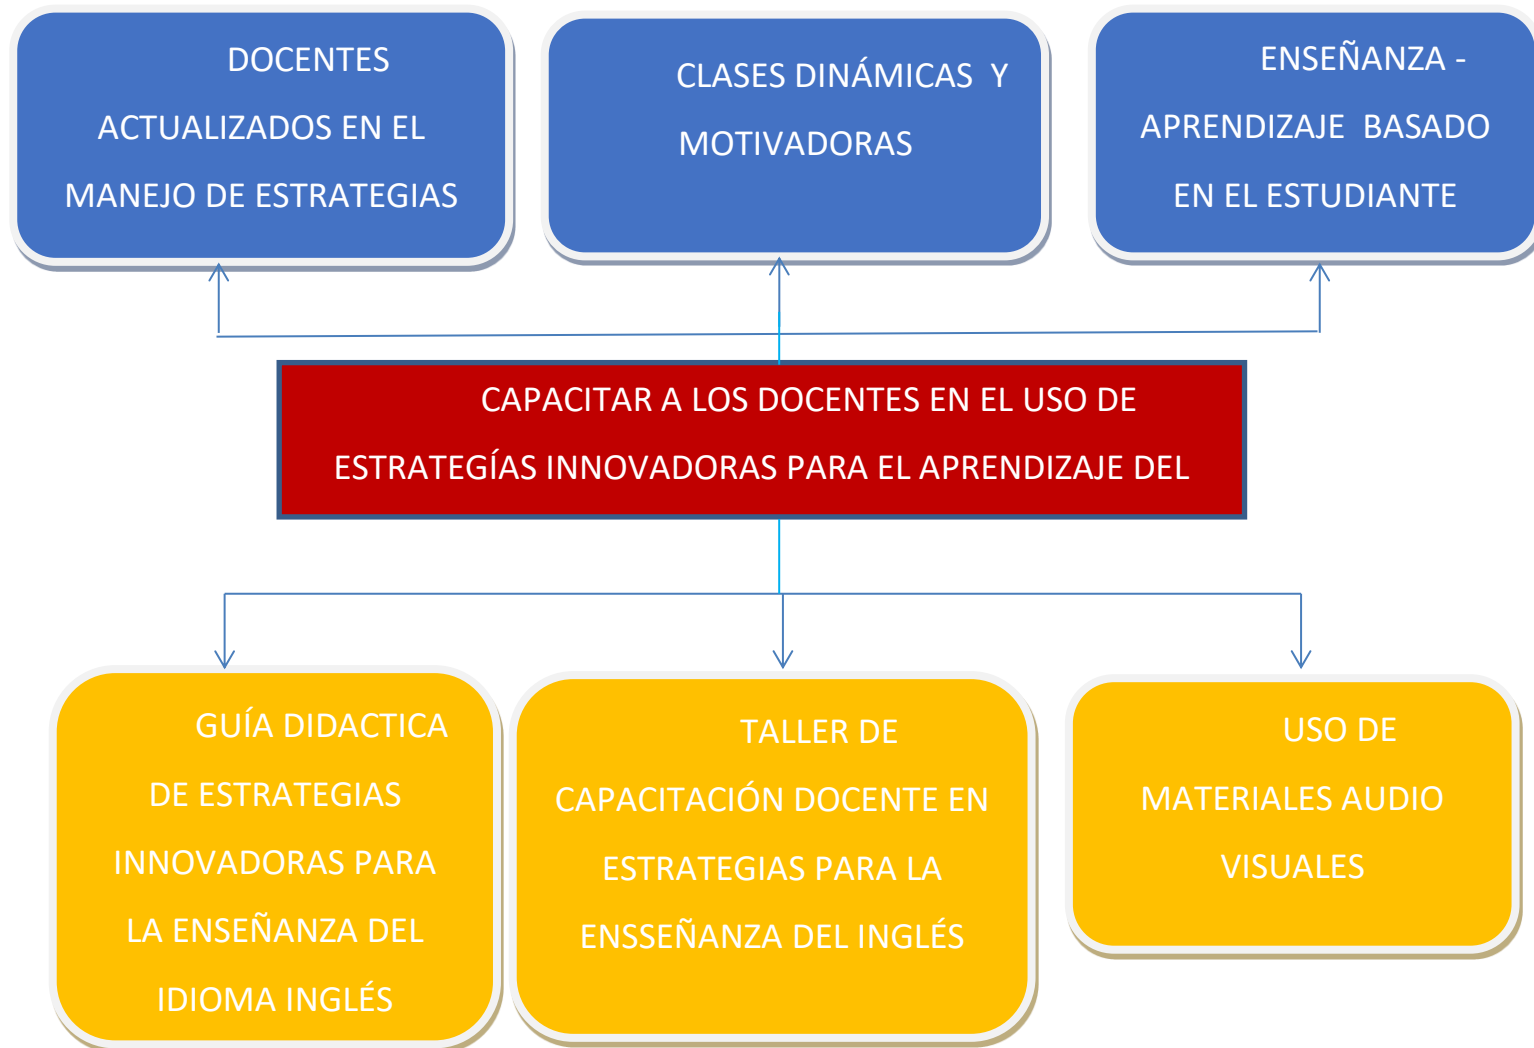 DOCENTES
ACTUALIZADOS EN EL
MANEJO DE ESTRATEGIAS
CLASES DINÁMICAS Y
MOTIVADORAS
ENSEÑANZA -
APRENDIZAJE BASADO
EN EL ESTUDIANTE
CAPACITAR A LOS DOCENTES EN EL USO DE
ESTRATEGÍAS INNOVADORAS PARA EL APRENDIZAJE DEL
GUÍA DIDACTICA
DE ESTRATEGIAS
INNOVADORAS PARA
LA ENSEÑANZA DEL
IDIOMA INGLÉS
TALLER DE
CAPACITACIÓN DOCENTE EN
ESTRATEGIAS PARA LA
ENSSEÑANZA DEL INGLÉS
USO DE
MATERIALES AUDIO
VISUALES